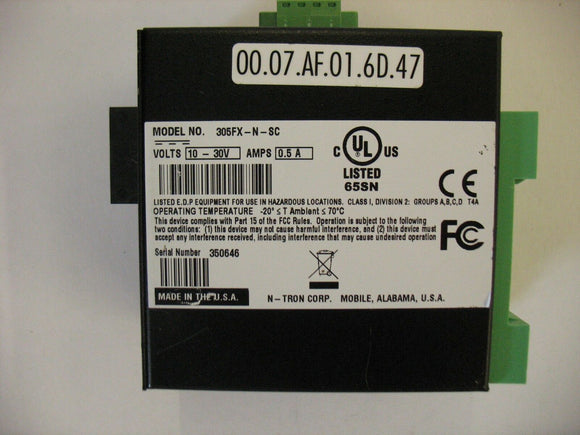 00.07.AF.01.6D.47
MODEL NO. 305FX-N-SC
VOLTS 10 - 30V AMPS 0.5 A
C UL US
LISTED
65SN
CE
LISTED E.D.P EQUIPMENT FOR USE IN HAZARDOUS LOCATIONS. CLASS I, DIVISION 2: GROUPS A,B,C,D T4A
OPERATING TEMPERATURE -20° ≤ T Ambient ≤ 70°C
This device complies with Part 15 of the FCC Rules. Operation is subject to the following
two conditions: (1) this device may not cause harmful interference, and (2) this device must
accept any interference received, including interference that may cause undesired operation
FC
Serial Number 350646
MADE IN THE U.S.A.
N-TRON CORP. MOBILE, ALABAMA, U.S.A.